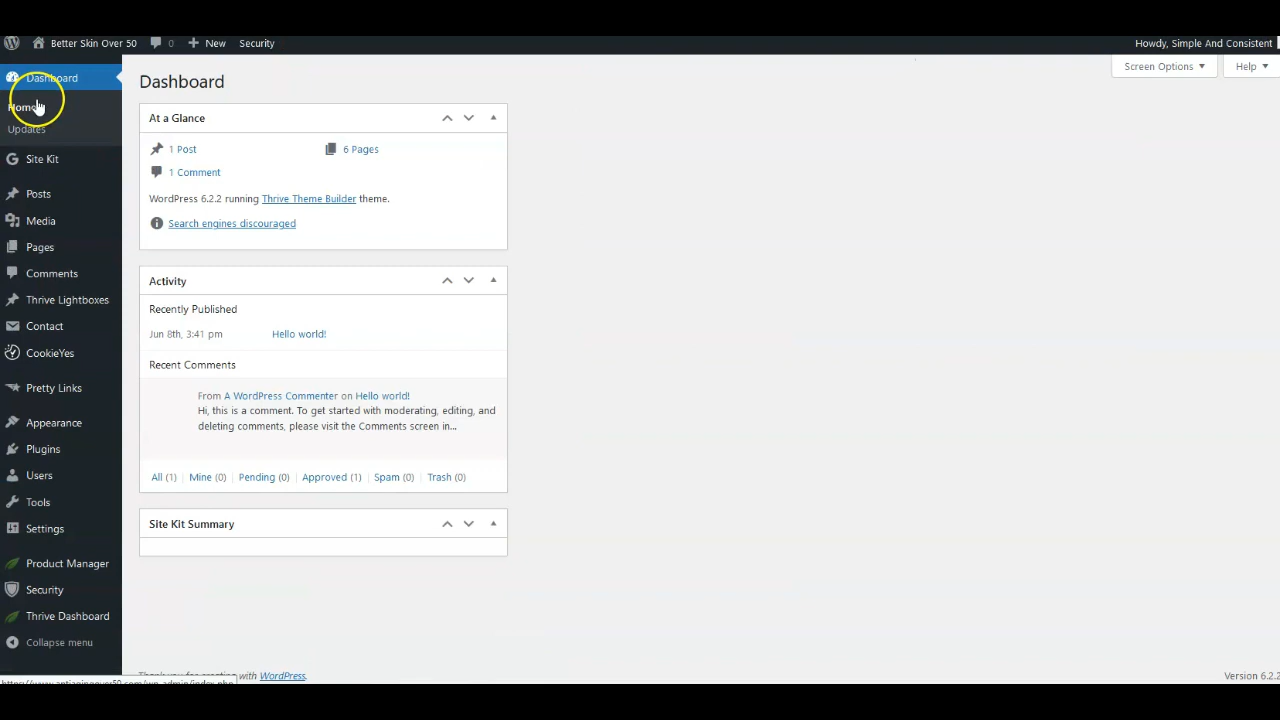 Better Skin Over 50 0 New Security Howdy, Simple And Consistent
Dashboard
Home
Updates
Site Kit
Posts
Media
Pages
Comments
Thrive Lightboxes
Contact
CookieYes
Pretty Links
Appearance
Plugins
Users
Tools
Settings
Product Manager
Security
Thrive Dashboard
Collapse menu
Screen Options Help
Dashboard
At a Glance
1 Post 6 Pages
1 Comment
WordPress 6.2.2 running Thrive Theme Builder theme.
Search engines discouraged
Activity
Recently Published
Jun 8th, 3:41 pm Hello world!
Recent Comments
From A WordPress Commenter on Hello world!
Hi, this is a comment. To get started with moderating, editing, and
deleting comments, please visit the Comments screen in...
All (1) | Mine (0) | Pending (0) | Approved (1) | Spam (0) | Trash (0)
Site Kit Summary
Thank you for creating with WordPress.
Version 6.2.2